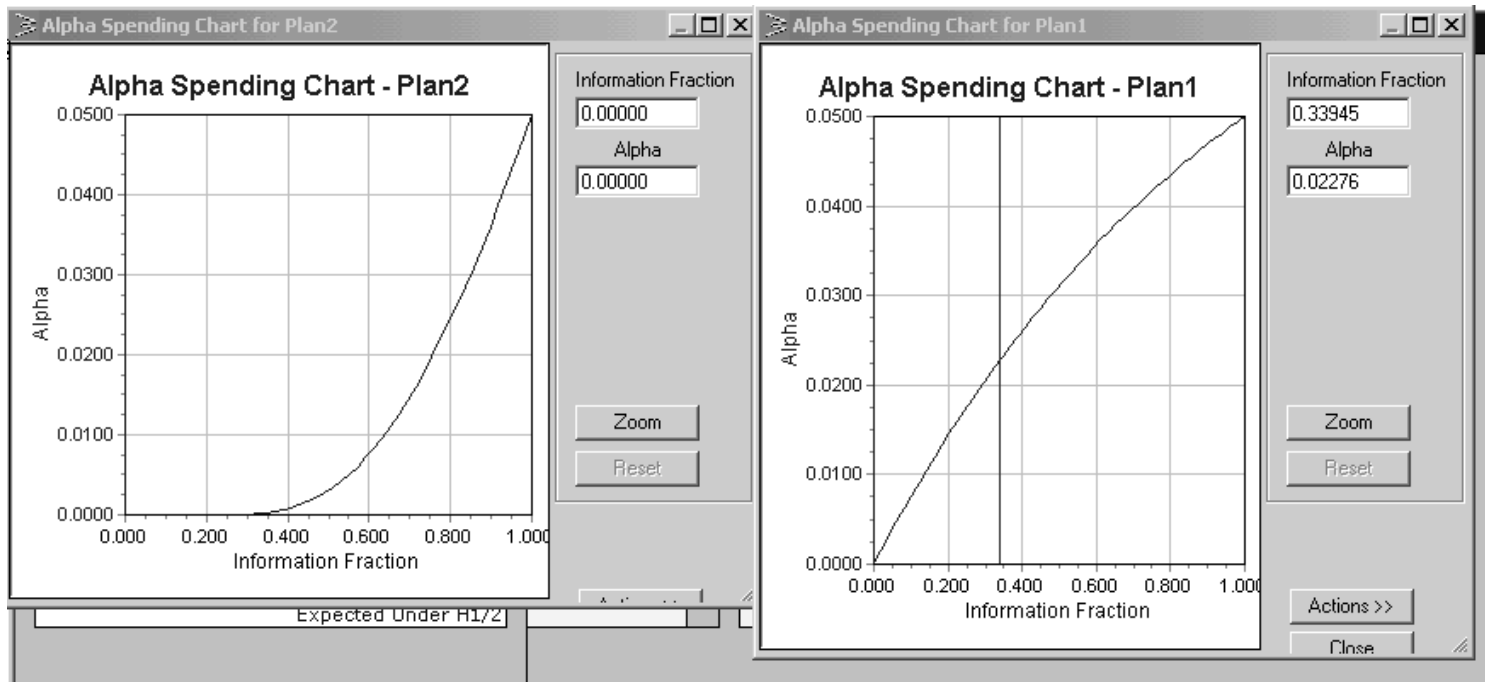 Alpha Spending Chart for Plan2
Alpha Spending Chart - Plan2
0.0500
0.0400
0.0300
0.0200
0.0100
0.0000
Alpha
0.000 0.200 0.400 0.600 0.800 1.000
Information Fraction
Information Fraction
0.00000
Alpha
0.00000
Zoom
Reset
Expected Under H1/2
Alpha Spending Chart for Plan1
Alpha Spending Chart - Plan1
0.0500
0.0400
0.0300
0.0200
0.0100
0.0000
Alpha
0.000 0.200 0.400 0.600 0.800 1.000
Information Fraction
Information Fraction
0.33945
Alpha
0.02276
Zoom
Reset
Actions >>
Close